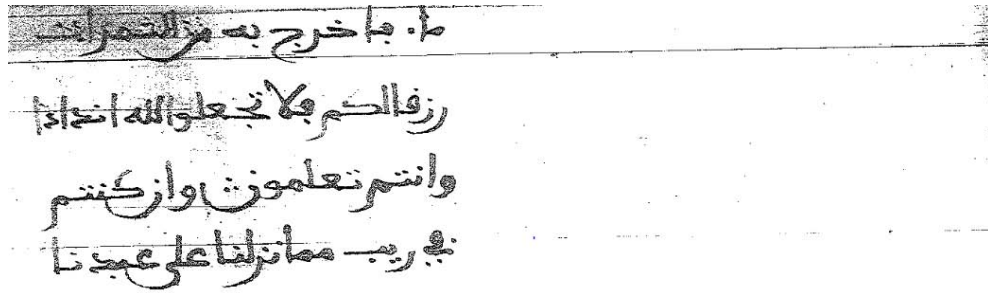 ما. فاخرج به من الثمرات
رزقا لكم فلا تجعلوا لله اندادا
وانتم تعلمون وان كنتم
في ريب مما نزلنا على عبدنا